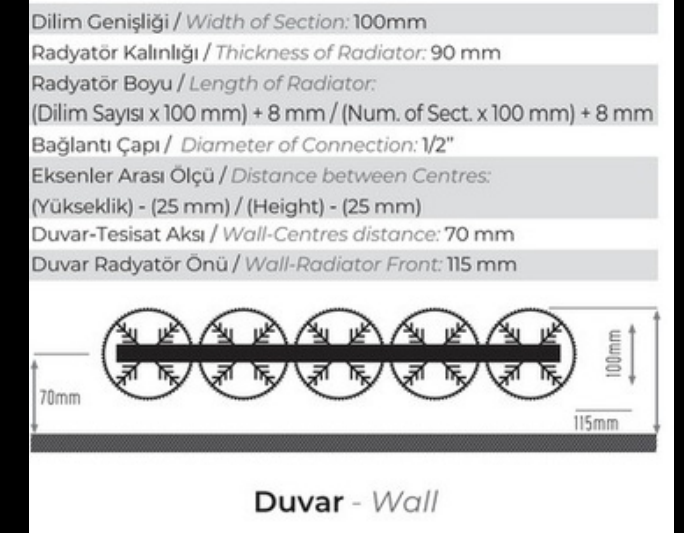 Dilim Genişliği / Width of Section: 100mm
Radyatör Kalınlığı / Thickness of Radiator: 90 mm
Radyatör Boyu / Length of Radiator:
(Dilim Sayısı x 100 mm) + 8 mm / (Num. of Sect. x 100 mm) + 8 mm
Bağlantı Çapı / Diameter of Connection: 1/2”
Eksenler Arası Ölçü / Distance between Centres:
(Yükseklik) - (25 mm) / (Height) - (25 mm)
Duvar-Tesisat Aksı / Wall-Centres distance: 70 mm
Duvar Radyatör Önü / Wall-Radiator Front: 115 mm
100mm
70mm
115mm
Duvar - Wall